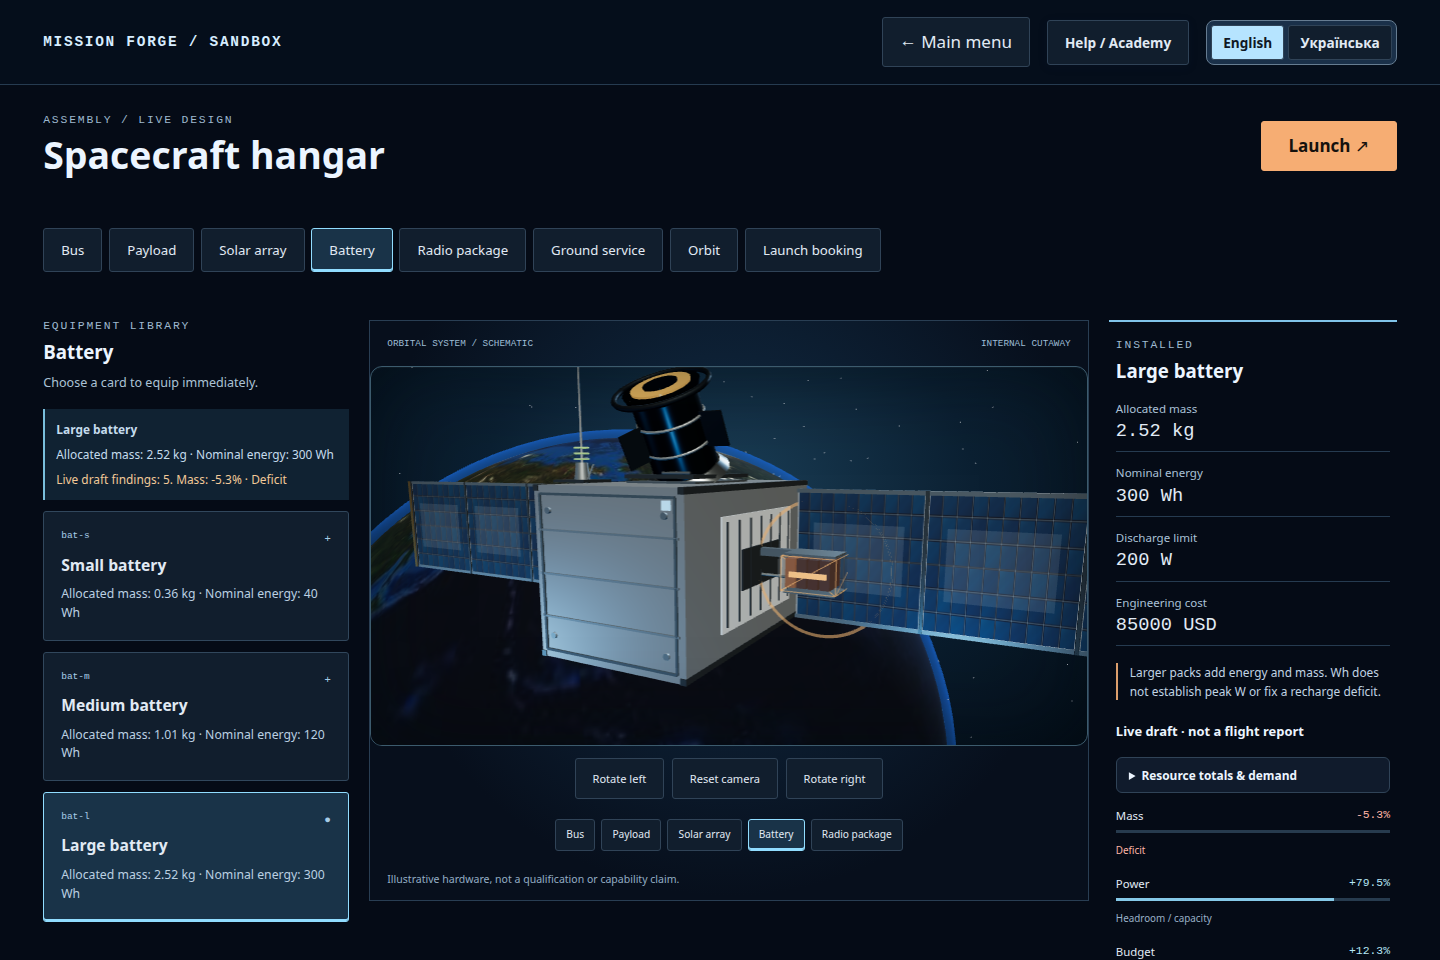 MISSION FORGE / SANDBOX
← Main menu
Help / Academy
English
Українська
ASSEMBLY / LIVE DESIGN
Spacecraft hangar
Launch ↗
Bus
Payload
Solar array
Battery
Radio package
Ground service
Orbit
Launch booking
EQUIPMENT LIBRARY
Battery
Choose a card to equip immediately.
Large battery
Allocated mass: 2.52 kg · Nominal energy: 300 Wh
Live draft findings: 5. Mass: -5.3% · Deficit
bat-s
+
Small battery
Allocated mass: 0.36 kg · Nominal energy: 40
Wh
bat-m
+
Medium battery
Allocated mass: 1.01 kg · Nominal energy: 120
Wh
bat-l
●
Large battery
Allocated mass: 2.52 kg · Nominal energy: 300
Wh
ORBITAL SYSTEM / SCHEMATIC
INTERNAL CUTAWAY
Rotate left
Reset camera
Rotate right
Bus
Payload
Solar array
Battery
Radio package
Illustrative hardware, not a qualification or capability claim.
INSTALLED
Large battery
Allocated mass
2.52 kg
Nominal energy
300 Wh
Discharge limit
200 W
Engineering cost
85000 USD
Larger packs add energy and mass. Wh does
not establish peak W or fix a recharge deficit.
Live draft · not a flight report
▶ Resource totals & demand
Mass
-5.3%
Deficit
Power
+79.5%
Headroom / capacity
Budget
+12.3%